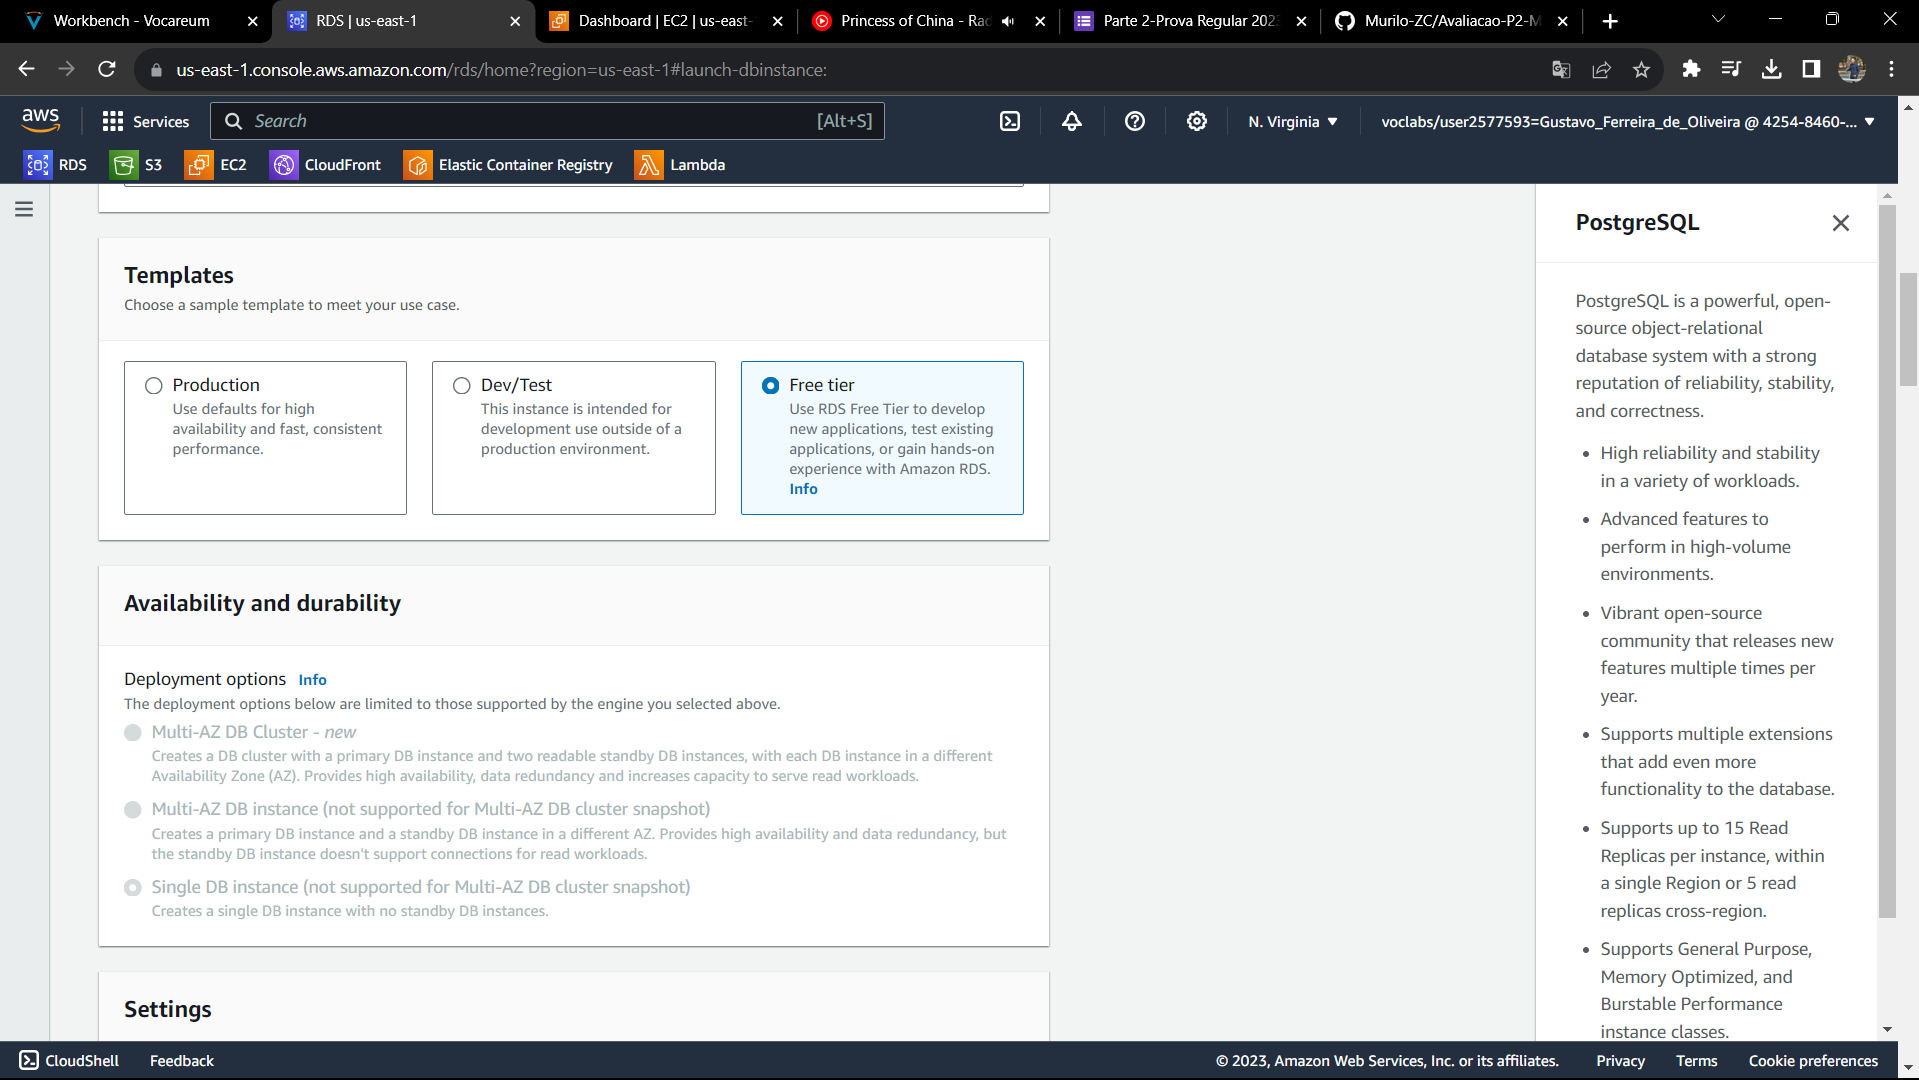 Workbench - Vocareum
RDS | us-east-1
Dashboard | EC2 | us-east-
Princess of China - Rad
Parte 2-Prova Regular 202
Murilo-ZC/Avaliacao-P2-M
us-east-1.console.aws.amazon.com/rds/home?region=us-east-1#launch-dbinstance:
aws
Services
Search
[Alt+S]
N. Virginia
voclabs/user2577593=Gustavo_Ferreira_de_Oliveira @ 4254-8460-...
RDS
S3
EC2
CloudFront
Elastic Container Registry
Lambda
Templates
Choose a sample template to meet your use case.
Production
Use defaults for high
availability and fast, consistent
performance.
Dev/Test
This instance is intended for
development use outside of a
production environment.
Free tier
Use RDS Free Tier to develop
new applications, test existing
applications, or gain hands-on
experience with Amazon RDS.
Info
Availability and durability
Deployment options Info
The deployment options below are limited to those supported by the engine you selected above.
Multi-AZ DB Cluster - new
Creates a DB cluster with a primary DB instance and two readable standby DB instances, with each DB instance in a different
Availability Zone (AZ). Provides high availability, data redundancy and increases capacity to serve read workloads.
Multi-AZ DB instance (not supported for Multi-AZ DB cluster snapshot)
Creates a primary DB instance and a standby DB instance in a different AZ. Provides high availability and data redundancy, but
the standby DB instance doesn't support connections for read workloads.
Single DB instance (not supported for Multi-AZ DB cluster snapshot)
Creates a single DB instance with no standby DB instances.
Settings
PostgreSQL
PostgreSQL is a powerful, open-
source object-relational
database system with a strong
reputation of reliability, stability,
and correctness.
• High reliability and stability
in a variety of workloads.
• Advanced features to
perform in high-volume
environments.
• Vibrant open-source
community that releases new
features multiple times per
year.
• Supports multiple extensions
that add even more
functionality to the database.
• Supports up to 15 Read
Replicas per instance, within
a single Region or 5 read
replicas cross-region.
• Supports General Purpose,
Memory Optimized, and
Burstable Performance
instance classes.
CloudShell
Feedback
© 2023, Amazon Web Services, Inc. or its affiliates.
Privacy
Terms
Cookie preferences